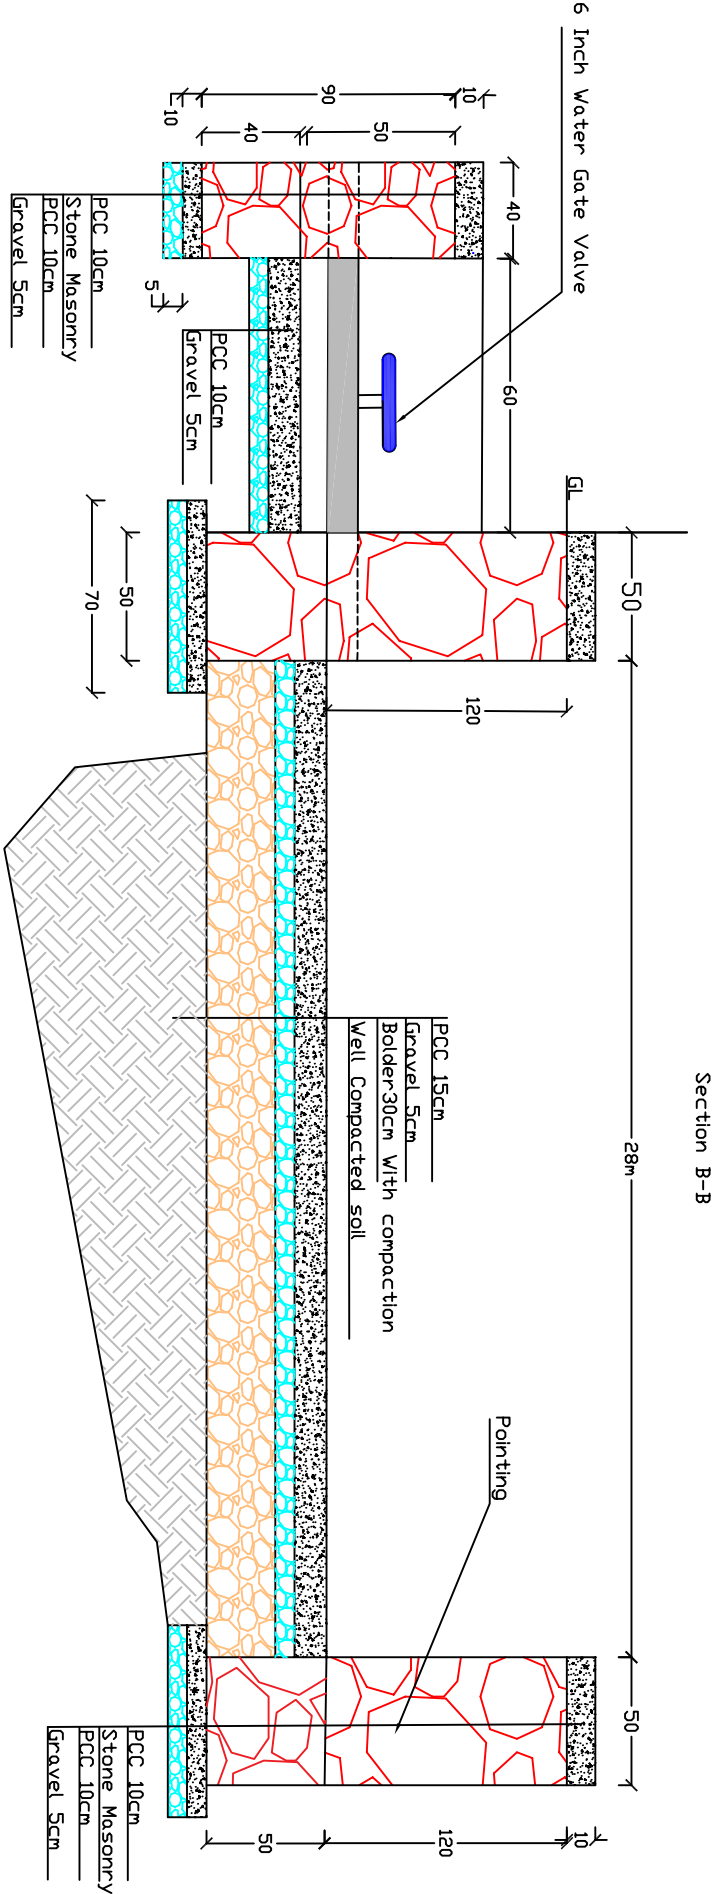 Section B-B
6 Inch Water Gate Valve
GL
10
90
50
40
10
40
60
5
PCC 10cm
Stone Masonry
PCC 10cm
Gravel 5cm
PCC 10cm
Gravel 5cm
50
70
50
120
28m
PCC 15cm
Gravel 5cm
Bolder30cm With compaction
Well Compacted soil
Pointing
50
10
120
50
PCC 10cm
Stone Masonry
PCC 10cm
Gravel 5cm